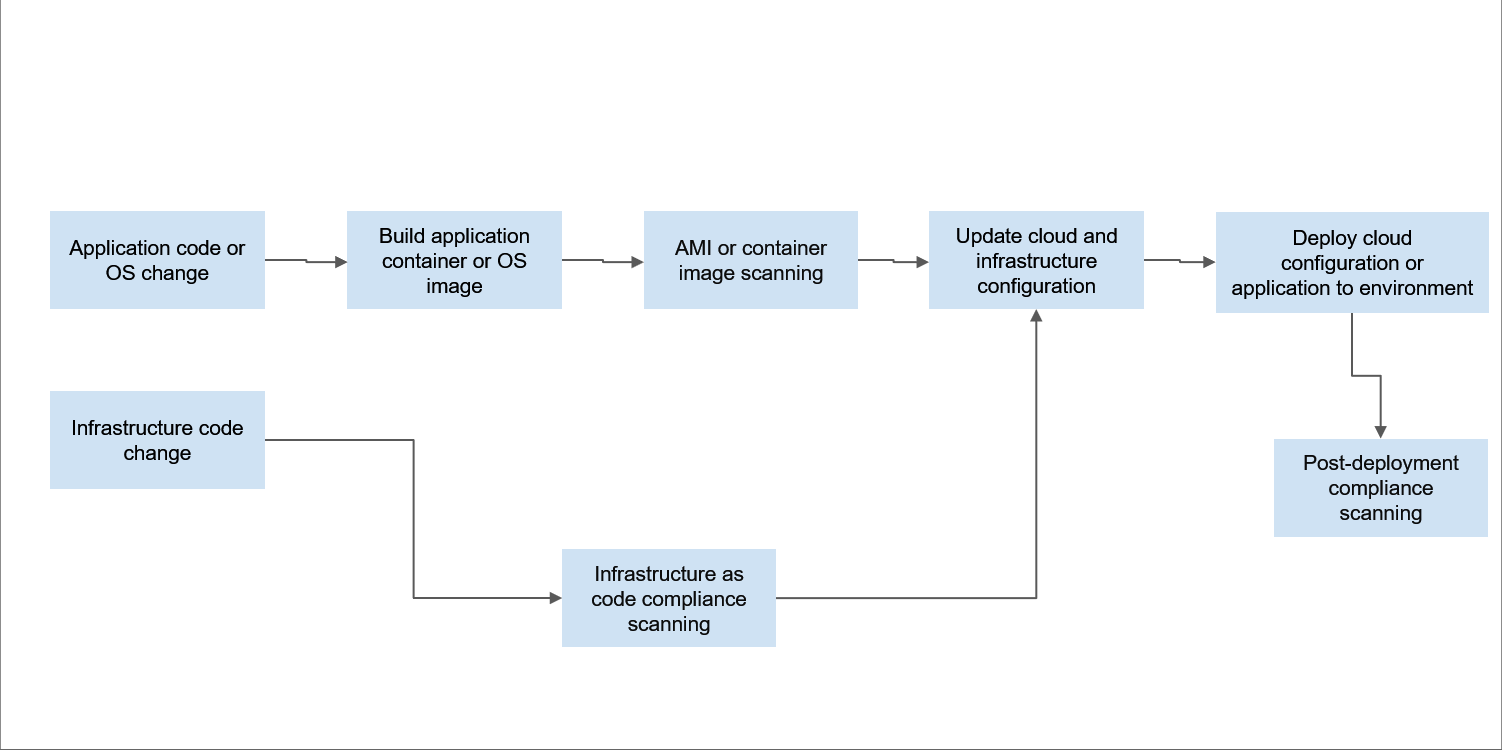 Application code or
OS change
Build application
container or OS
image
AMI or container
image scanning
Update cloud and
infrastructure
configuration
Deploy cloud
configuration or
application to environment
Infrastructure code
change
Post-deployment
compliance
scanning
Infrastructure as
code compliance
scanning